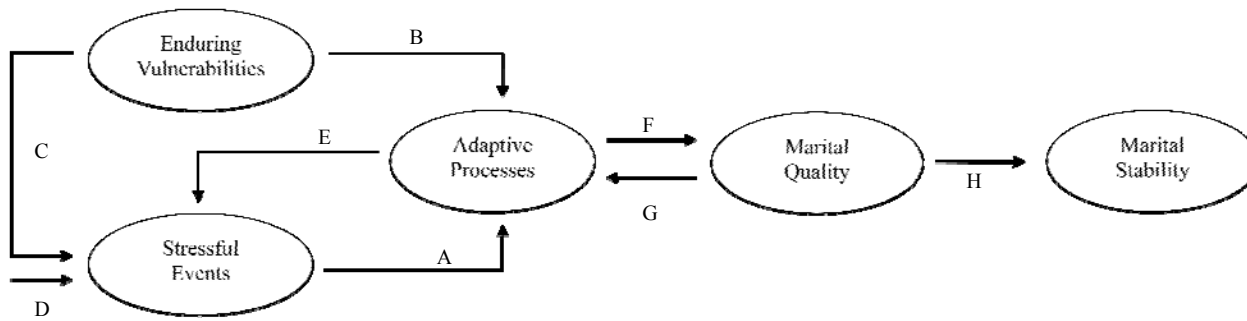 Enduring
Vulnerabilities
B
C
E
Adaptive
Processes
F
G
Marital
Quality
H
Marital
Stability
Stressful
Events
A
D